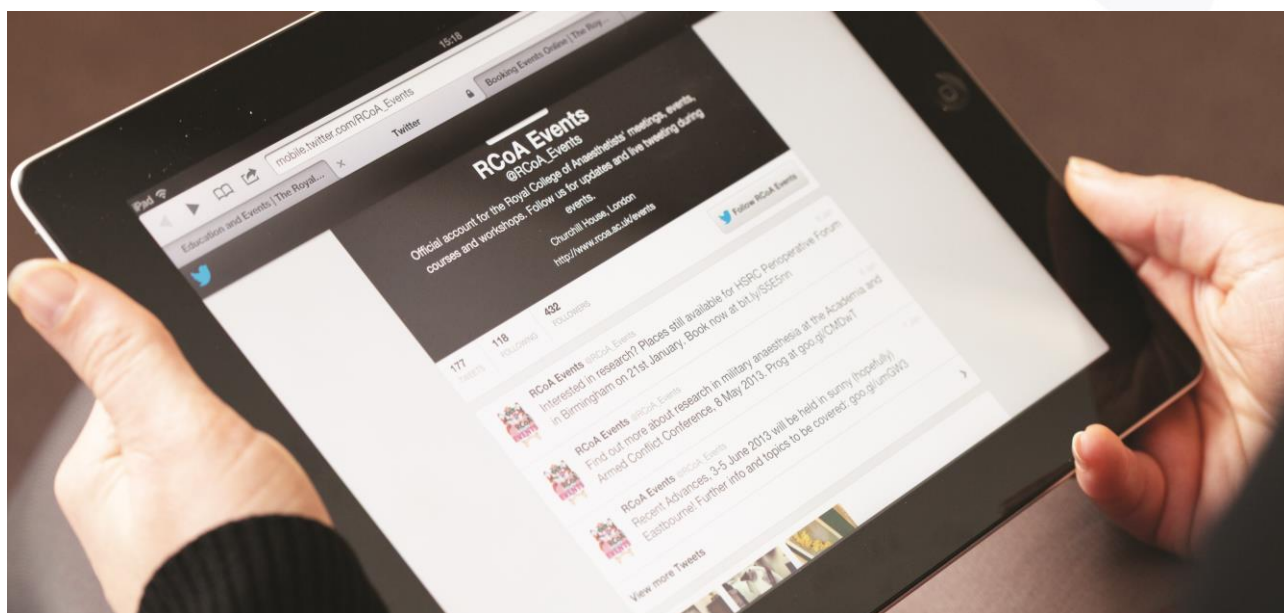 iPad
15:18
mobile.twitter.com/RCoA_Events
Education and Events | The Royal...
Twitter
Booking Events Online | The Roy...
RCoA Events
@RCoA_Events
Official account for the Royal College of Anaesthetists' meetings, events,
courses and workshops. Follow us for updates and live tweeting during
events.
Churchill House, London
http://www.rcoa.ac.uk/events
177
TWEETS
118
FOLLOWING
432
FOLLOWERS
Follow RCoA Events
RCoA Events @RCoA_Events
Interested in research? Places still available for HSRC Perioperative Forum
in Birmingham on 21st January. Book now at bit.ly/S5E5nn
RCoA Events @RCoA_Events
Find out more about research in military anaesthesia at the Academia and
Armed Conflict Conference, 8 May 2013. Prog at goo.gl/CMDwT
RCoA Events @RCoA_Events
Recent Advances, 3-5 June 2013 will be held in sunny (hopefully)
Eastbourne! Further info and topics to be covered: goo.gl/umGW3
View more Tweets